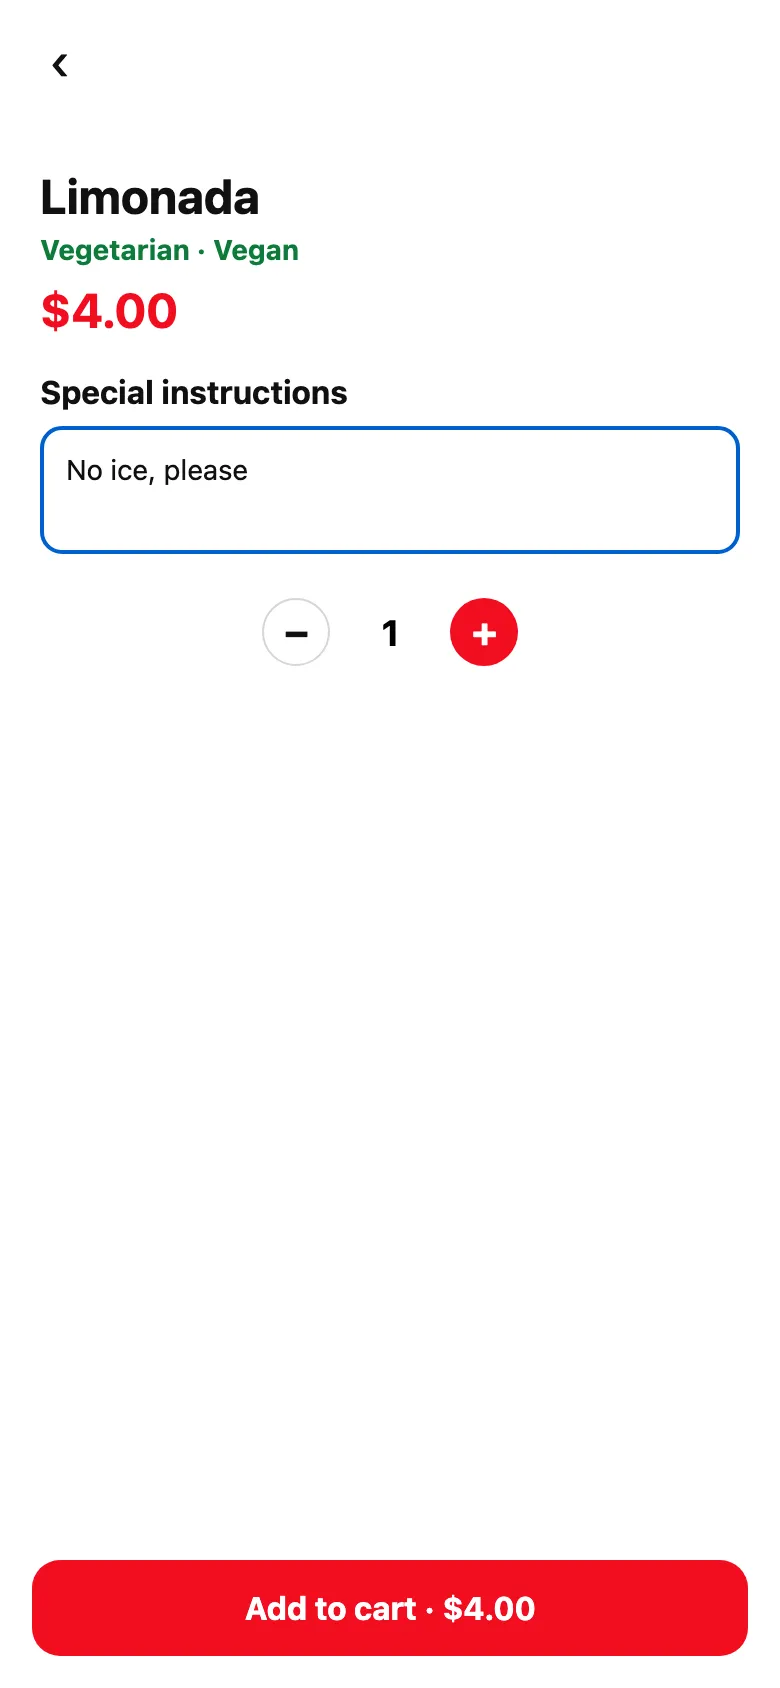 Limonada
Vegetarian · Vegan
$4.00
Special instructions
No ice, please
− 1 +
Add to cart · $4.00